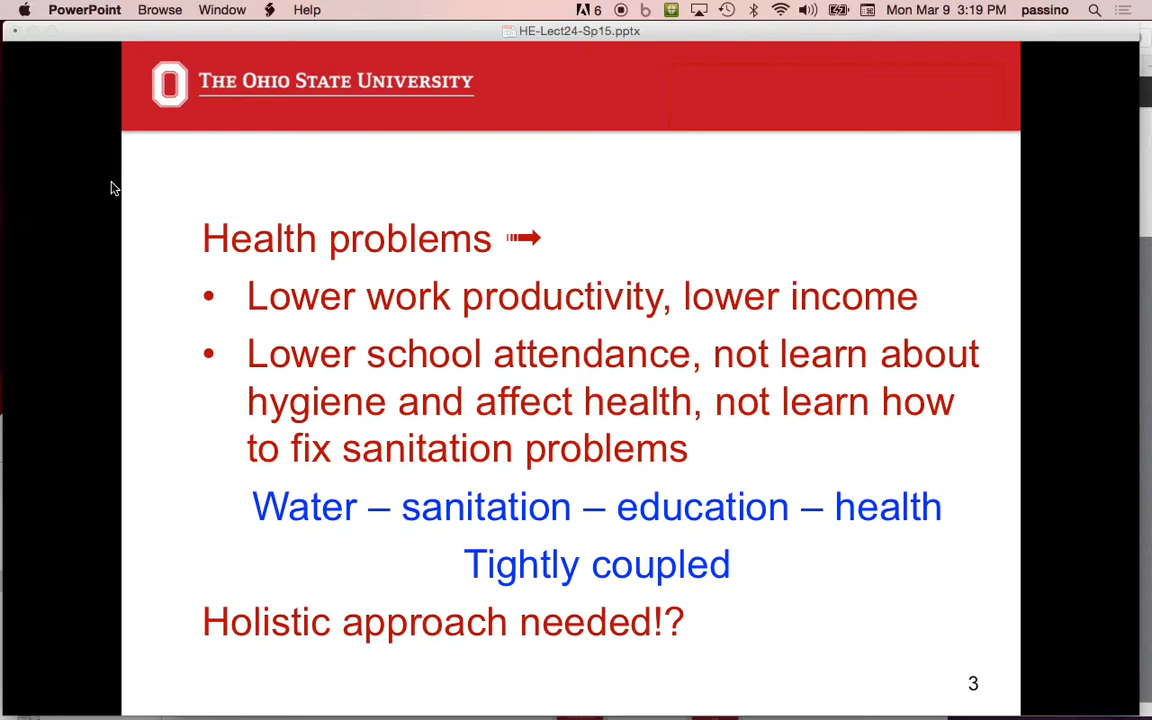 PowerPoint Browse Window Help 6 Mon Mar 9 3:19 PM passino
HE-Lect24-Sp15.pptx
THE OHIO STATE UNIVERSITY
Health problems ➟
• Lower work productivity, lower income
• Lower school attendance, not learn about
hygiene and affect health, not learn how
to fix sanitation problems
Water – sanitation – education – health
Tightly coupled
Holistic approach needed!?
3